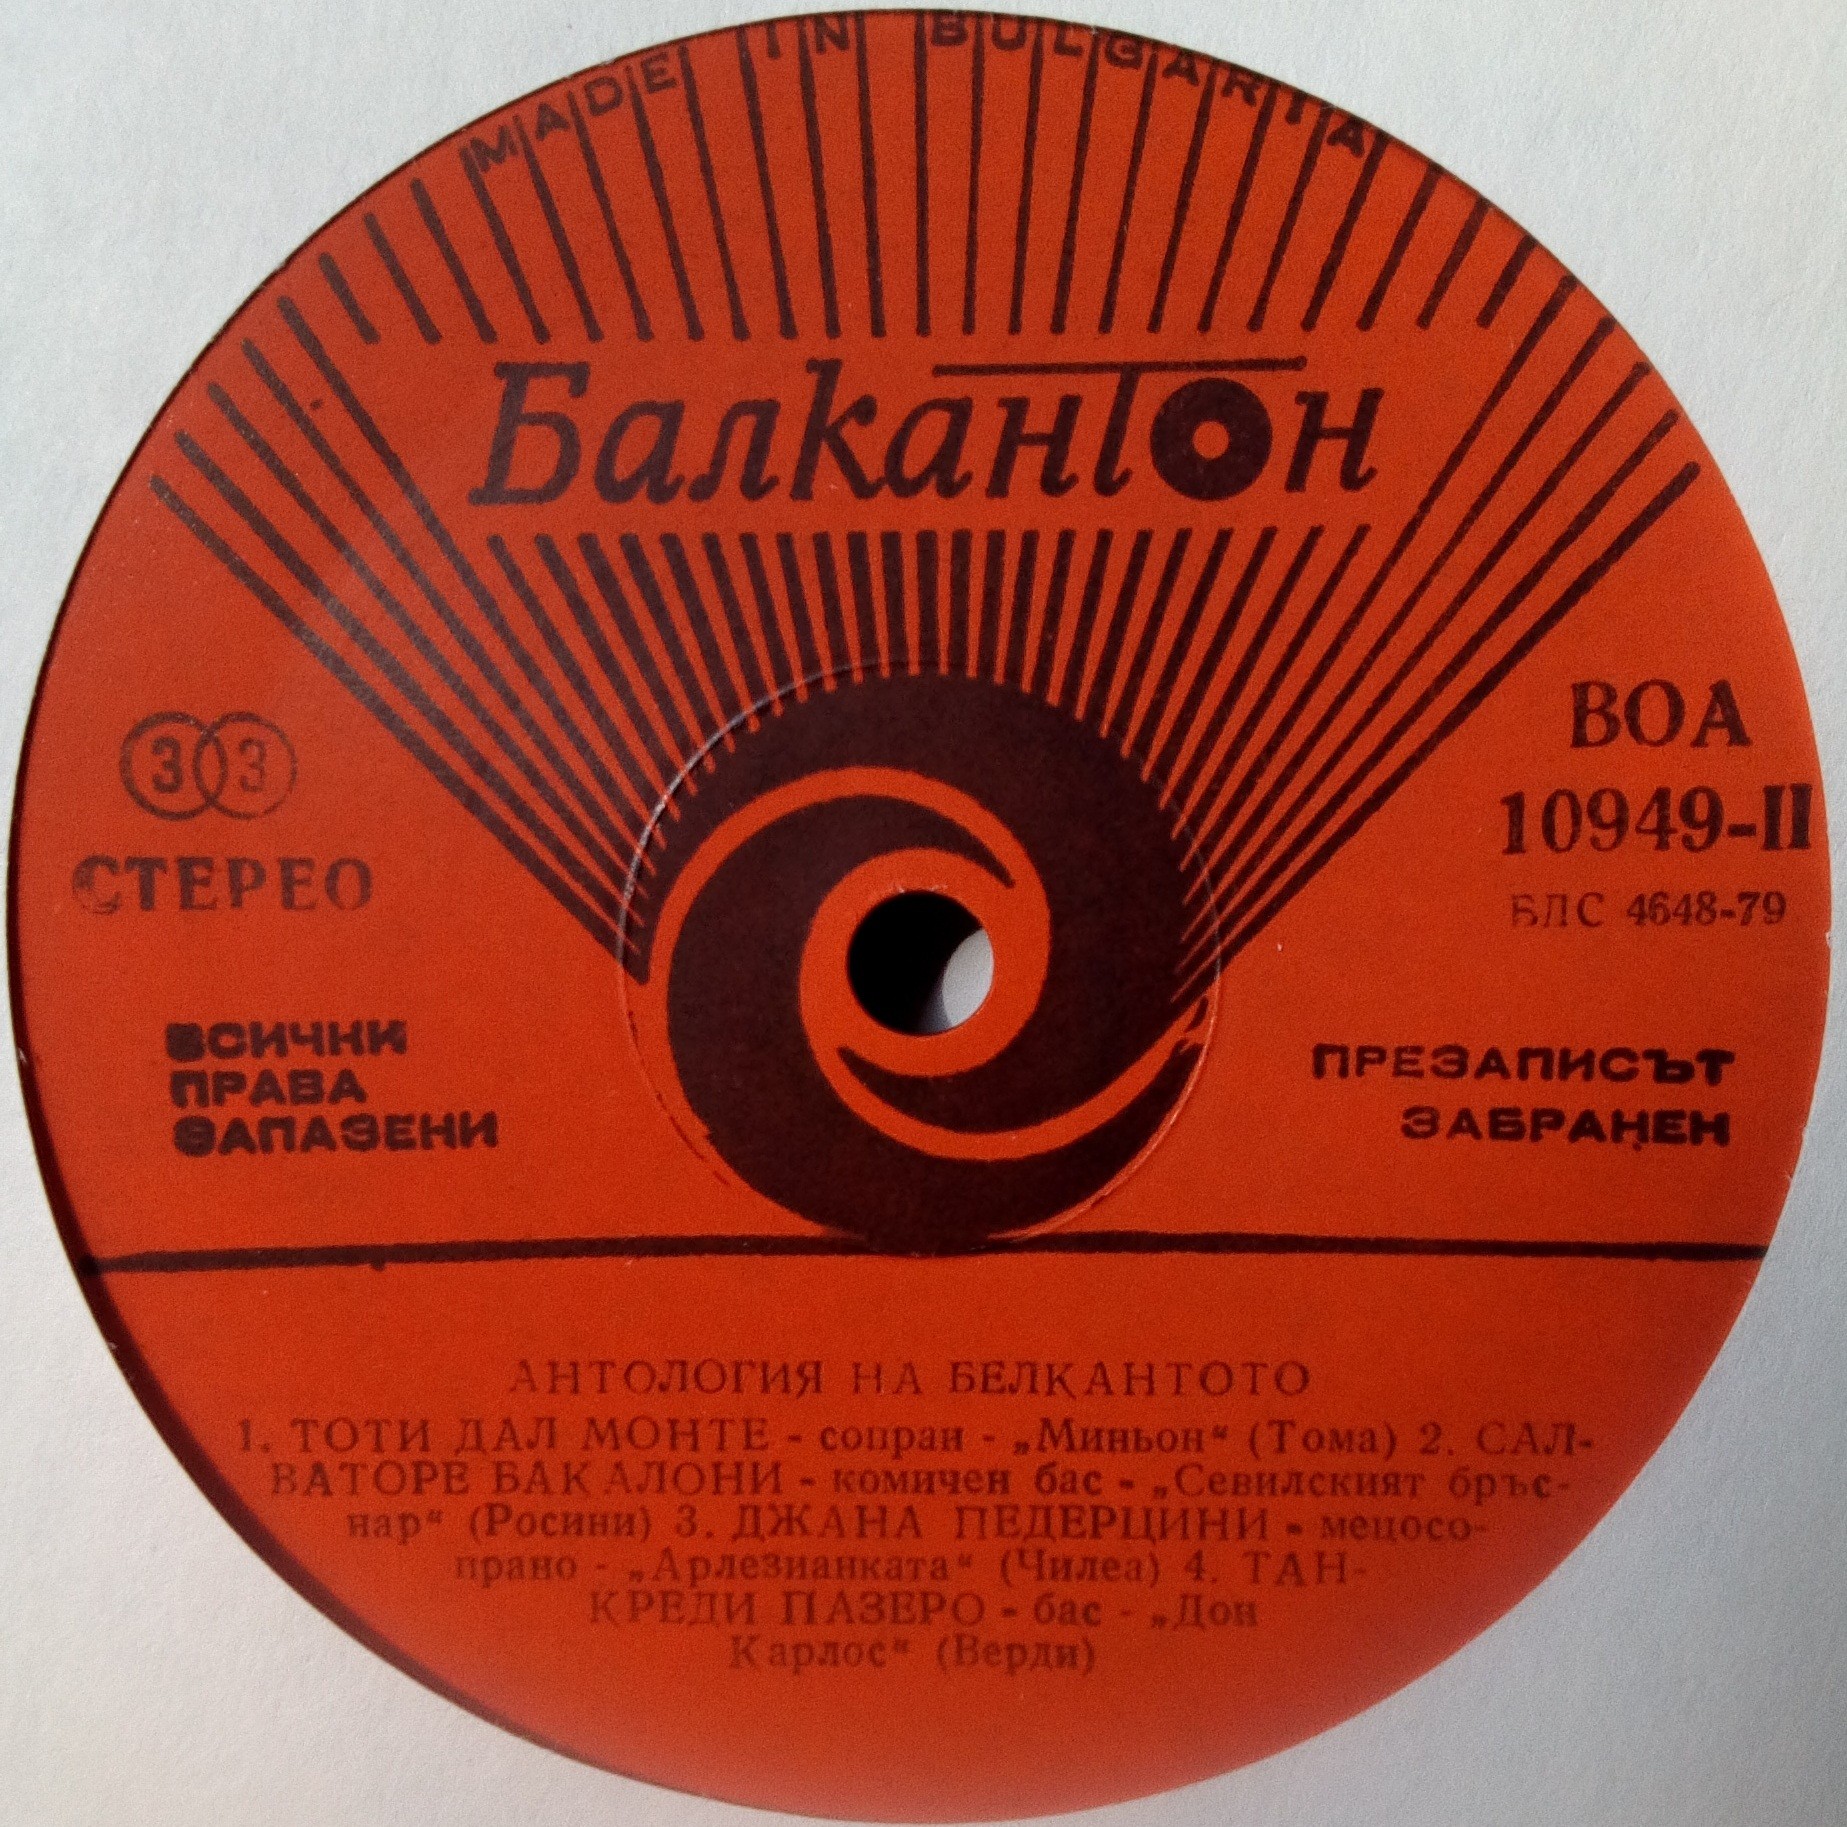 MADE IN BULGARIA
Балкантон
33
СТЕРЕО
ВОА
10949-II
БЛС 4648-79
ВСИЧКИ
ПРАВА
ЗАПАЗЕНИ
ПРЕЗАПИСЪТ
ЗАБРАНЕН
АНТОЛОГИЯ НА БЕЛКАНТОТО
1. ТОТИ ДАЛ МОНТЕ - сопран - „Миньон“ (Тома) 2. САЛ-
ВАТОРЕ БАКАЛОНИ - комичен бас - „Севилският бръс-
нар“ (Росини) 3. ДЖАНА ПЕДЕРЦИНИ - мецосо-
прано - „Арлезианката“ (Чилеа) 4. ТАН-
КРЕДИ ПАЗЕРО - бас - „Дон
Карлос“ (Верди)